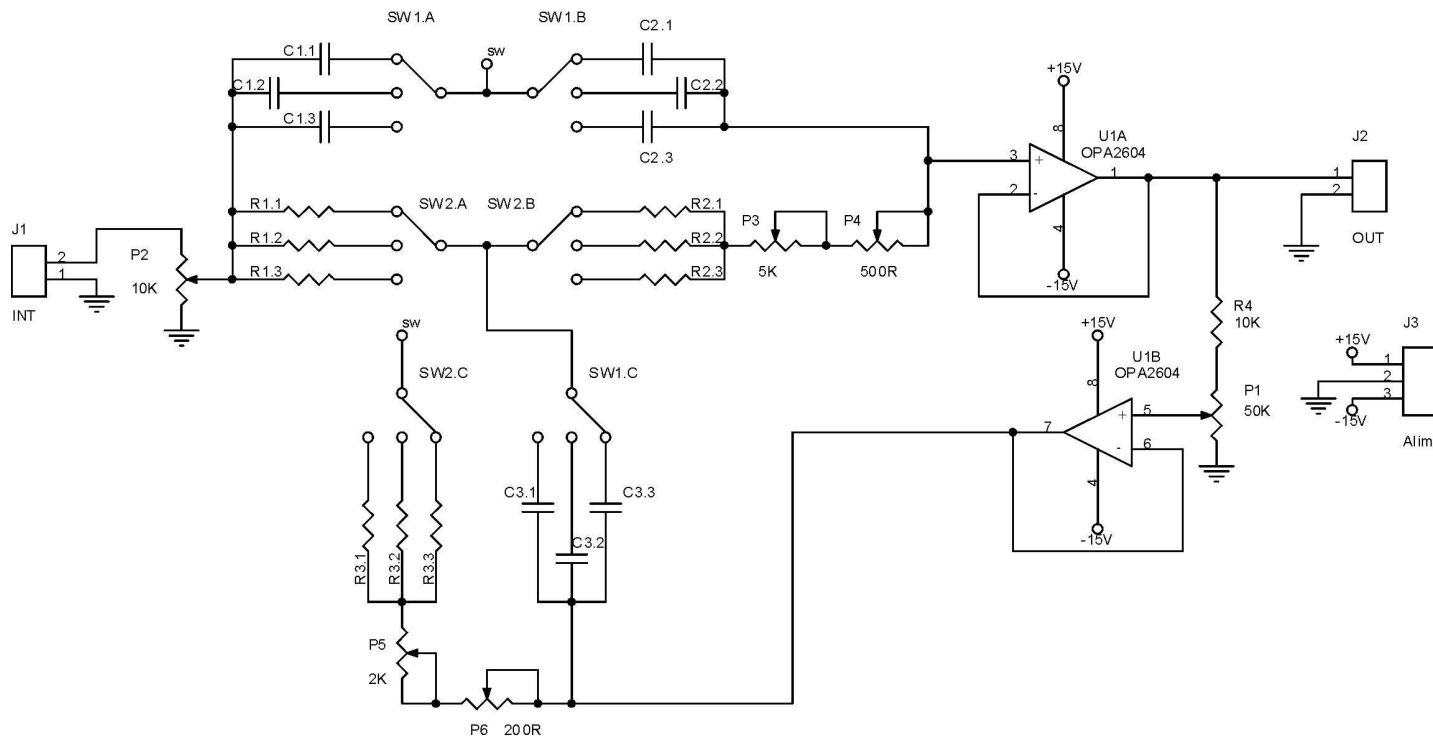 SW1.A SW1.B
C1.1 sw C2.1
C1.2 C2.2
C1.3 C2.3
+15V
8
U1A
OPA2604
3 + 1
2 -
4
-15V
J2
1
2
OUT
R1.1 SW2.A SW2.B R2.1
R1.2 R2.2
R1.3 R2.3
P3 P4
5K 500R
J1
2
1
INT
P2
10K
R4
10K
sw
SW2.C SW1.C
+15V
8
U1B
OPA2604
7 + 5
- 6
4
-15V
P1
50K
J3
+15V 1
2
3
-15V
Alim
C3.1 C3.3
C3.2
R3.1 R3.2 R3.3
P5
2K
P6 200R